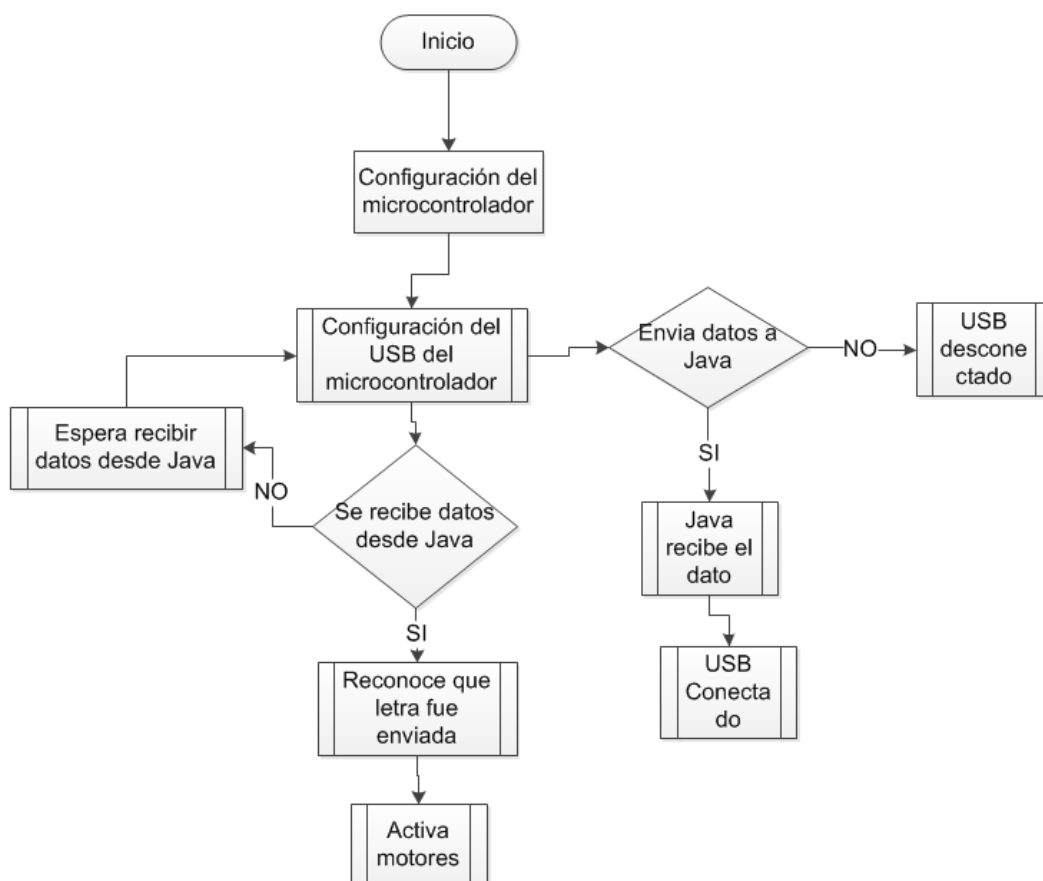 Inicio
Configuración del
microcontrolador
Configuración del
USB del
microcontrolador
Envia datos a
Java
NO
USB
descone
ctado
Espera recibir
datos desde Java
NO
Se recibe datos
desde Java
SI
Java
recibe el
dato
SI
USB
Conecta
do
Reconoce que
letra fue
enviada
Activa
motores